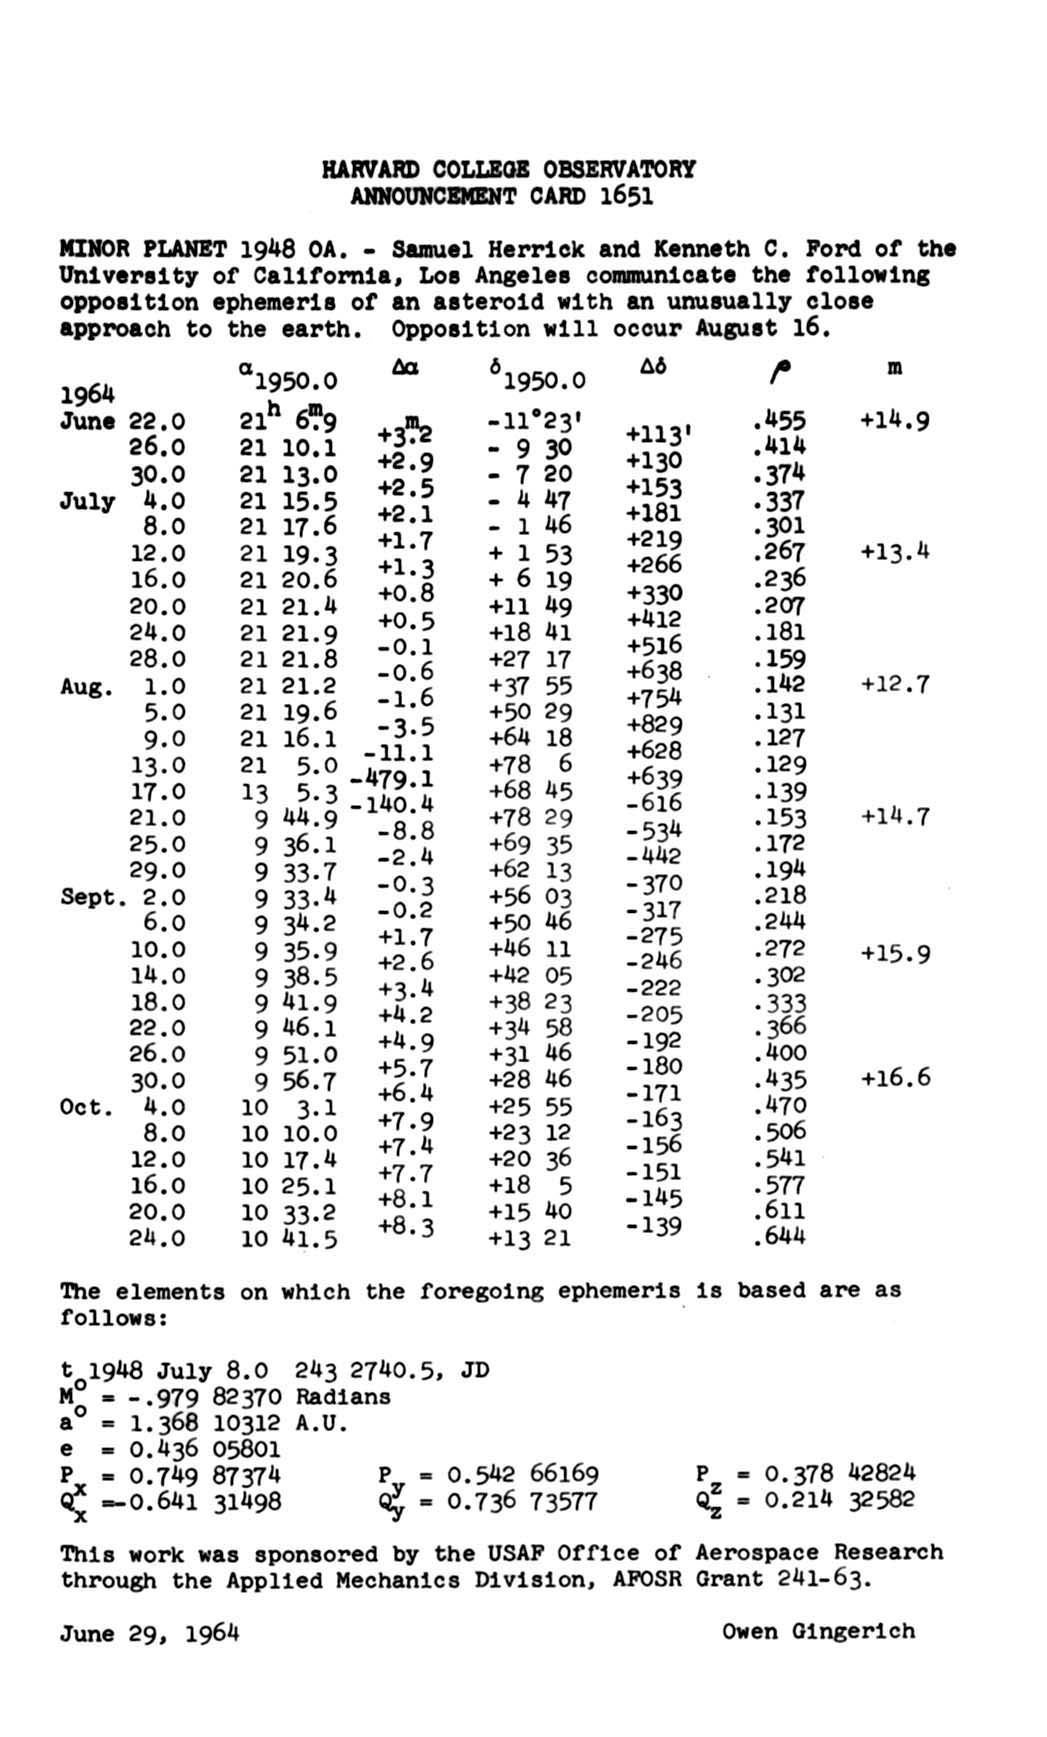 HARVARD COLLEGE OBSERVATORY
ANNOUNCEMENT CARD 1651
MINOR PLANET 1948 OA. - Samuel Herrick and Kenneth C. Ford of the
University of California, Los Angeles communicate the following
opposition ephemeris of an asteroid with an unusually close
approach to the earth. Opposition will occur August 16.
α1950.0 Δα δ1950.0 Δδ ρ m
1964
June 22.0 21h 6m.9 -11°23' .455 +14.9
+3m.2 +113'
26.0 21 10.1 - 9 30 .414
+2.9 +130
30.0 21 13.0 - 7 20 .374
+2.5 +153
July 4.0 21 15.5 - 4 47 .337
+2.1 +181
8.0 21 17.6 - 1 46 .301
+1.7 +219
12.0 21 19.3 + 1 53 .267 +13.4
+1.3 +266
16.0 21 20.6 + 6 19 .236
+0.8 +330
20.0 21 21.4 +11 49 .207
+0.5 +412
24.0 21 21.9 +18 41 .181
-0.1 +516
28.0 21 21.8 +27 17 .159
-0.6 +638
Aug. 1.0 21 21.2 +37 55 .142 +12.7
-1.6 +754
5.0 21 19.6 +50 29 .131
-3.5 +829
9.0 21 16.1 +64 18 .127
-11.1 +628
13.0 21 5.0 +78 6 .129
-479.1 +639
17.0 13 5.3 +68 45 .139
-140.4 -616
21.0 9 44.9 +78 29 .153 +14.7
-8.8 -534
25.0 9 36.1 +69 35 .172
-2.4 -442
29.0 9 33.7 +62 13 .194
-0.3 -370
Sept. 2.0 9 33.4 +56 03 .218
-0.2 -317
6.0 9 34.2 +50 46 .244
+1.7 -275
10.0 9 35.9 +46 11 .272 +15.9
+2.6 -246
14.0 9 38.5 +42 05 .302
+3.4 -222
18.0 9 41.9 +38 23 .333
+4.2 -205
22.0 9 46.1 +34 58 .366
+4.9 -192
26.0 9 51.0 +31 46 .400
+5.7 -180
30.0 9 56.7 +28 46 .435 +16.6
+6.4 -171
Oct. 4.0 10 3.1 +25 55 .470
+7.9 -163
8.0 10 10.0 +23 12 .506
+7.4 -156
12.0 10 17.4 +20 36 .541
+7.7 -151
16.0 10 25.1 +18 5 .577
+8.1 -145
20.0 10 33.2 +15 40 .611
+8.3 -139
24.0 10 41.5 +13 21 .644
The elements on which the foregoing ephemeris is based are as
follows:
to 1948 July 8.0 243 2740.5, JD
Mo = -.979 82370 Radians
ao = 1.368 10312 A.U.
e = 0.436 05801
Px = 0.749 87374 Py = 0.542 66169 Pz = 0.378 42824
Qx =-0.641 31498 Qy = 0.736 73577 Qz = 0.214 32582
This work was sponsored by the USAF Office of Aerospace Research
through the Applied Mechanics Division, AFOSR Grant 241-63.
June 29, 1964 Owen Gingerich